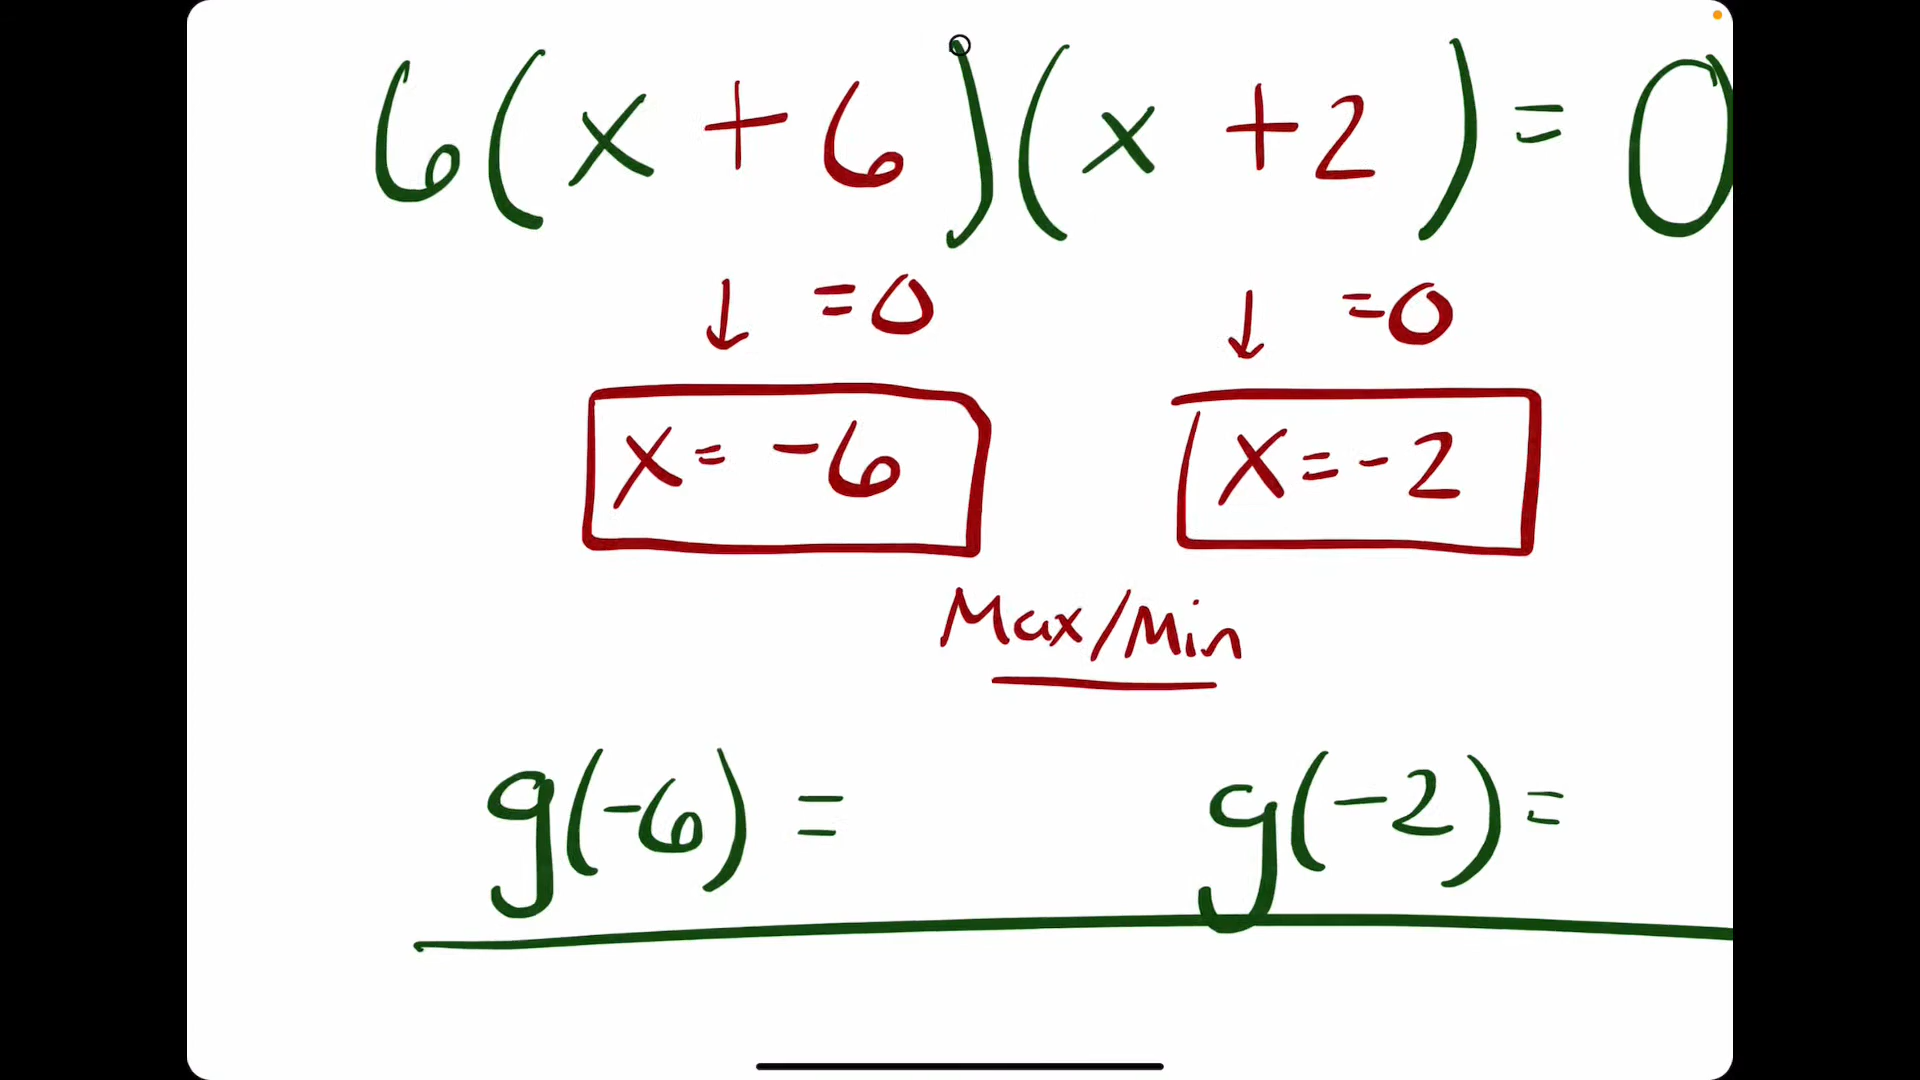 6(x + 6)(x + 2) = 0
↓ = 0 ↓ = 0
x = -6 x = -2
Max/Min
g(-6) = g(-2) =